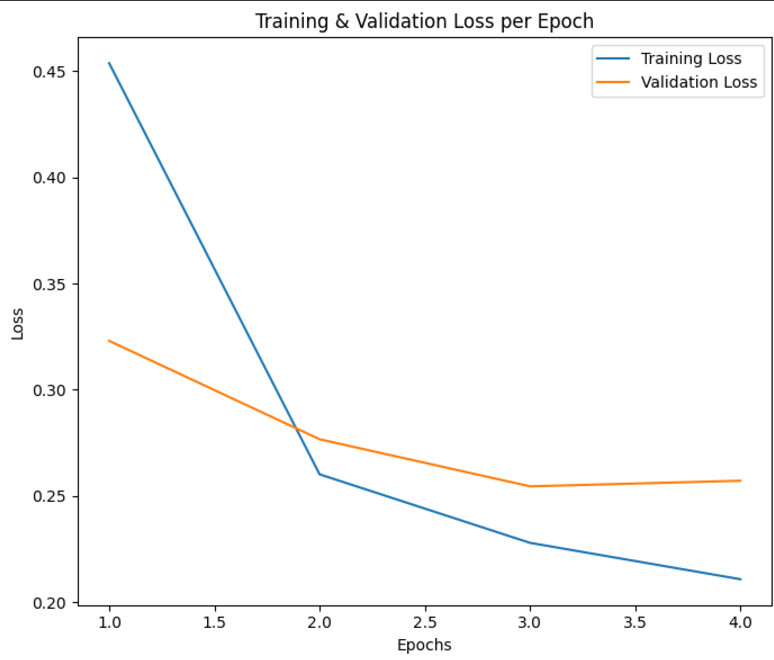 Training & Validation Loss per Epoch
Training Loss
Validation Loss
0.45
0.40
0.35
0.30
0.25
0.20
Loss
1.0 1.5 2.0 2.5 3.0 3.5 4.0
Epochs